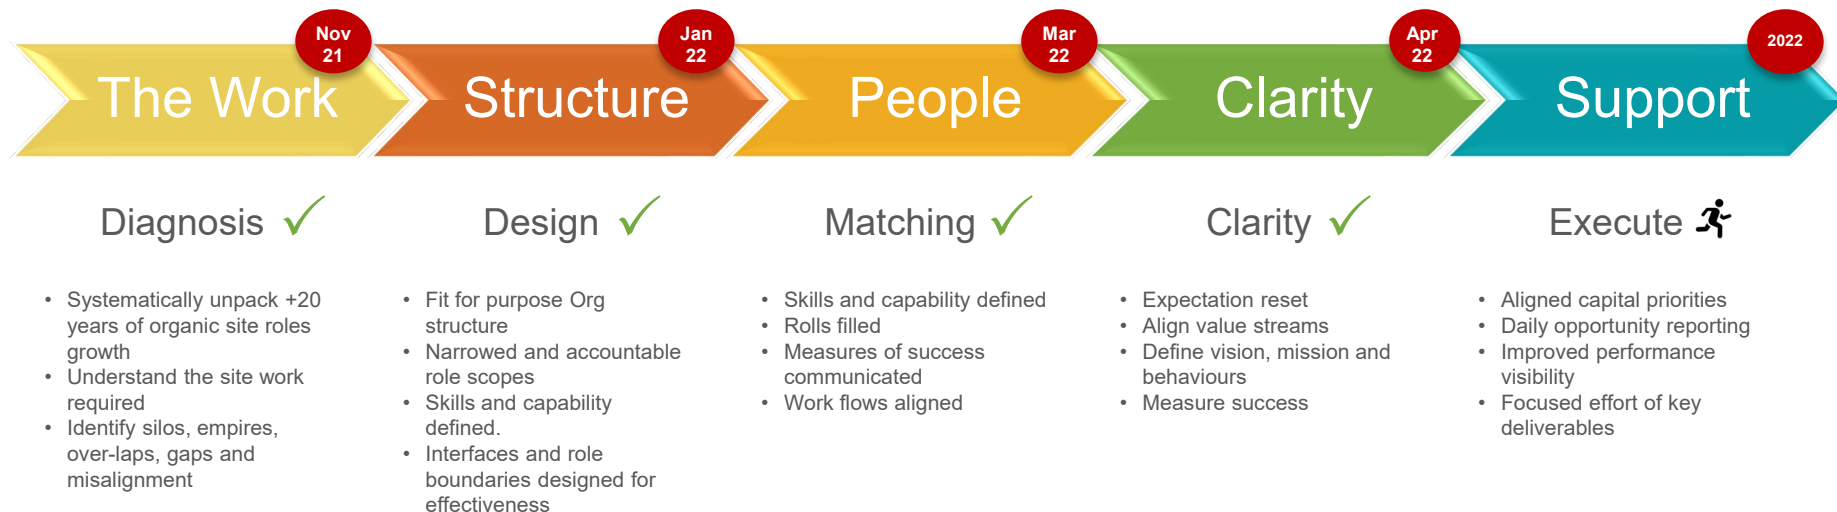 Nov
21
Jan
22
Mar
22
Apr
22
2022
The Work
Structure
People
Clarity
Support
Diagnosis
Design
Matching
Clarity
Execute
• Systematically unpack +20
years of organic site roles
growth
• Understand the site work
required
• Identify silos, empires,
over-laps, gaps and
misalignment
• Fit for purpose Org
structure
• Narrowed and accountable
role scopes
• Skills and capability
defined.
• Interfaces and role
boundaries designed for
effectiveness
• Skills and capability defined
• Rolls filled
• Measures of success
communicated
• Work flows aligned
• Expectation reset
• Align value streams
• Define vision, mission and
behaviours
• Measure success
• Aligned capital priorities
• Daily opportunity reporting
• Improved performance
visibility
• Focused effort of key
deliverables